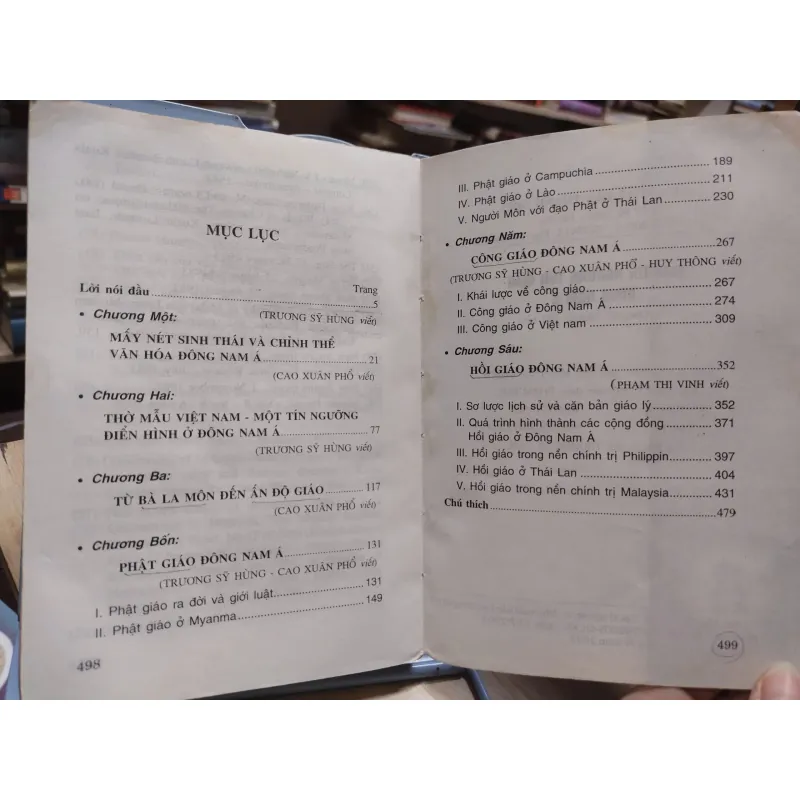 MỤC LỤC
Trang
Lời nói đầu ..... 5
• Chương Một: (TRƯƠNG SỸ HÙNG viết)
MẤY NÉT SINH THÁI VÀ CHỈNH THỂ
VĂN HÓA ĐÔNG NAM Á ..... 21
(CAO XUÂN PHỔ viết)
• Chương Hai:
THỜ MẪU VIỆT NAM - MỘT TÍN NGƯỠNG
ĐIỂN HÌNH Ở ĐÔNG NAM Á ..... 77
(TRƯƠNG SỸ HÙNG viết)
• Chương Ba:
TỪ BÀ LA MÔN ĐẾN ẤN ĐỘ GIÁO ..... 117
(CAO XUÂN PHỔ viết)
• Chương Bốn:
PHẬT GIÁO ĐÔNG NAM Á ..... 131
(TRƯƠNG SỸ HÙNG - CAO XUÂN PHỔ viết)
I. Phật giáo ra đời và giới luật ..... 131
II. Phật giáo ở Myanma ..... 149
498
III. Phật giáo ở Campuchia ..... 189
IV. Phật giáo ở Lào ..... 211
V. Người Môn với đạo Phật ở Thái Lan ..... 230
• Chương Năm:
CÔNG GIÁO ĐÔNG NAM Á ..... 267
(TRƯƠNG SỸ HÙNG - CAO XUÂN PHỔ - HUY THÔNG viết)
I. Khái lược về công giáo ..... 267
II. Công giáo ở Đông Nam Á ..... 274
III. Công giáo ở Việt nam ..... 309
• Chương Sáu:
HỒI GIÁO ĐÔNG NAM Á ..... 352
(PHẠM THỊ VINH viết)
I. Sơ lược lịch sử và căn bản giáo lý ..... 352
II. Quá trình hình thành các cộng đồng ..... 371
Hồi giáo ở Đông Nam À
III. Hồi giáo trong nền chính trị Philippin ..... 397
IV. Hồi giáo ở Thái Lan ..... 404
V. Hồi giáo trong nền chính trị Malaysia ..... 431
Chú thích ..... 479
499